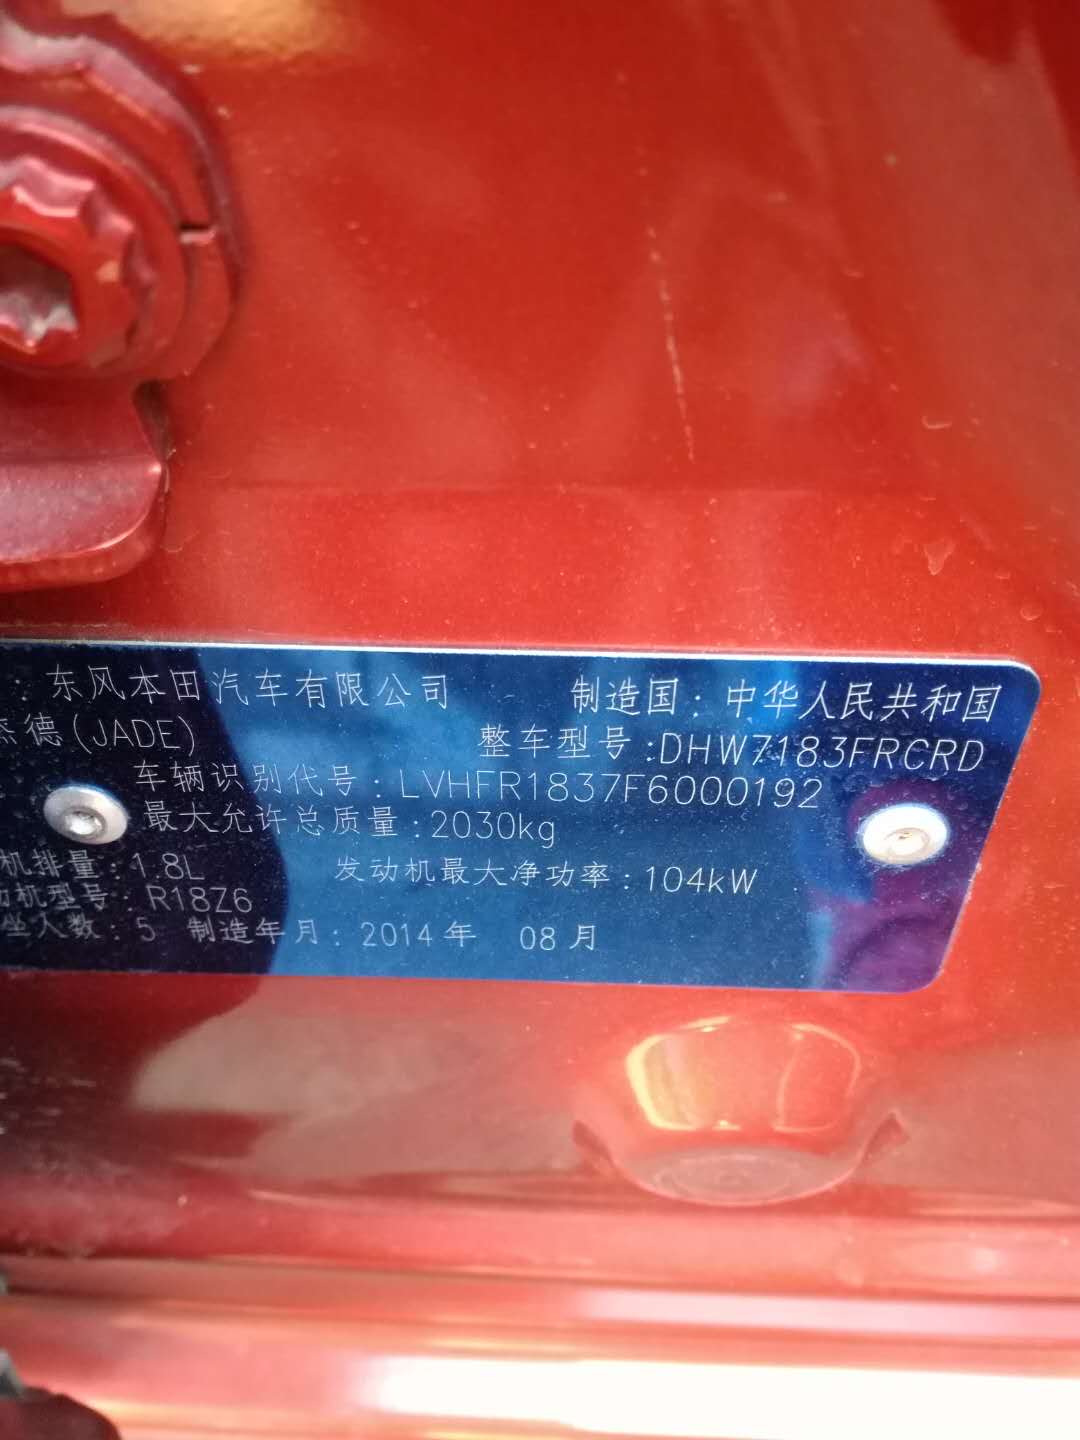 : 东风本田汽车有限公司 制造国: 中华人民共和国
杰德(JADE) 整车型号:DHW7183FRCRD
车辆识别代号: LVHFR1837F6000192
最大允许总质量:2030kg
机排量:1.8L 发动机最大净功率:104kW
动机型号: R18Z6
坐人数: 5 制造年月: 2014年 08月